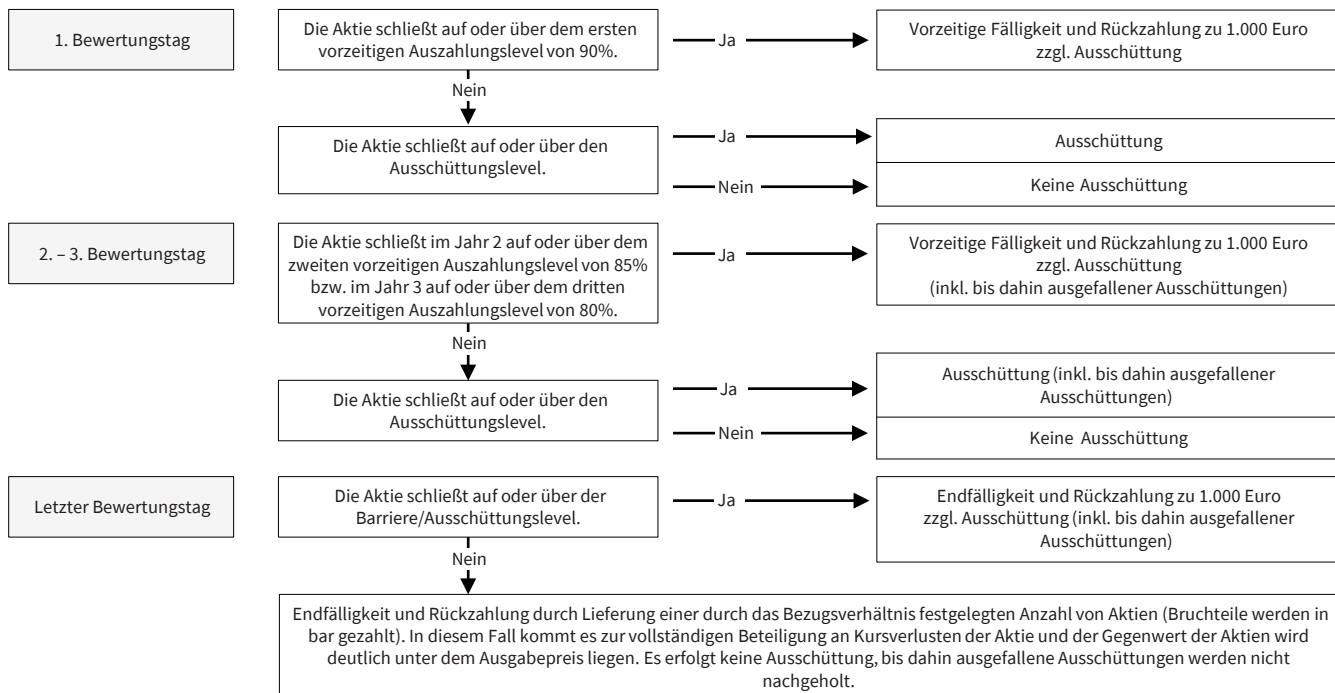 1. Bewertungstag
Die Aktie schließt auf oder über dem ersten
vorzeitigen Auszahlungslevel von 90%.
Ja
Vorzeitige Fälligkeit und Rückzahlung zu 1.000 Euro
zzgl. Ausschüttung
Nein
Die Aktie schließt auf oder über den
Ausschüttungslevel.
Ja
Ausschüttung
Nein
Keine Ausschüttung
2. – 3. Bewertungstag
Die Aktie schließt im Jahr 2 auf oder über dem
zweiten vorzeitigen Auszahlungslevel von 85%
bzw. im Jahr 3 auf oder über dem dritten
vorzeitigen Auszahlungslevel von 80%.
Ja
Vorzeitige Fälligkeit und Rückzahlung zu 1.000 Euro
zzgl. Ausschüttung
(inkl. bis dahin ausgefallener Ausschüttungen)
Nein
Die Aktie schließt auf oder über den
Ausschüttungslevel.
Ja
Ausschüttung (inkl. bis dahin ausgefallener
Ausschüttungen)
Nein
Keine Ausschüttung
Letzter Bewertungstag
Die Aktie schließt auf oder über der
Barriere/Ausschüttungslevel.
Ja
Endfälligkeit und Rückzahlung zu 1.000 Euro
zzgl. Ausschüttung (inkl. bis dahin ausgefallener
Ausschüttungen)
Nein
Endfälligkeit und Rückzahlung durch Lieferung einer durch das Bezugsverhältnis festgelegten Anzahl von Aktien (Bruchteile werden in
bar gezahlt). In diesem Fall kommt es zur vollständigen Beteiligung an Kursverlusten der Aktie und der Gegenwert der Aktien wird
deutlich unter dem Ausgabepreis liegen. Es erfolgt keine Ausschüttung, bis dahin ausgefallene Ausschüttungen werden nicht
nachgeholt.